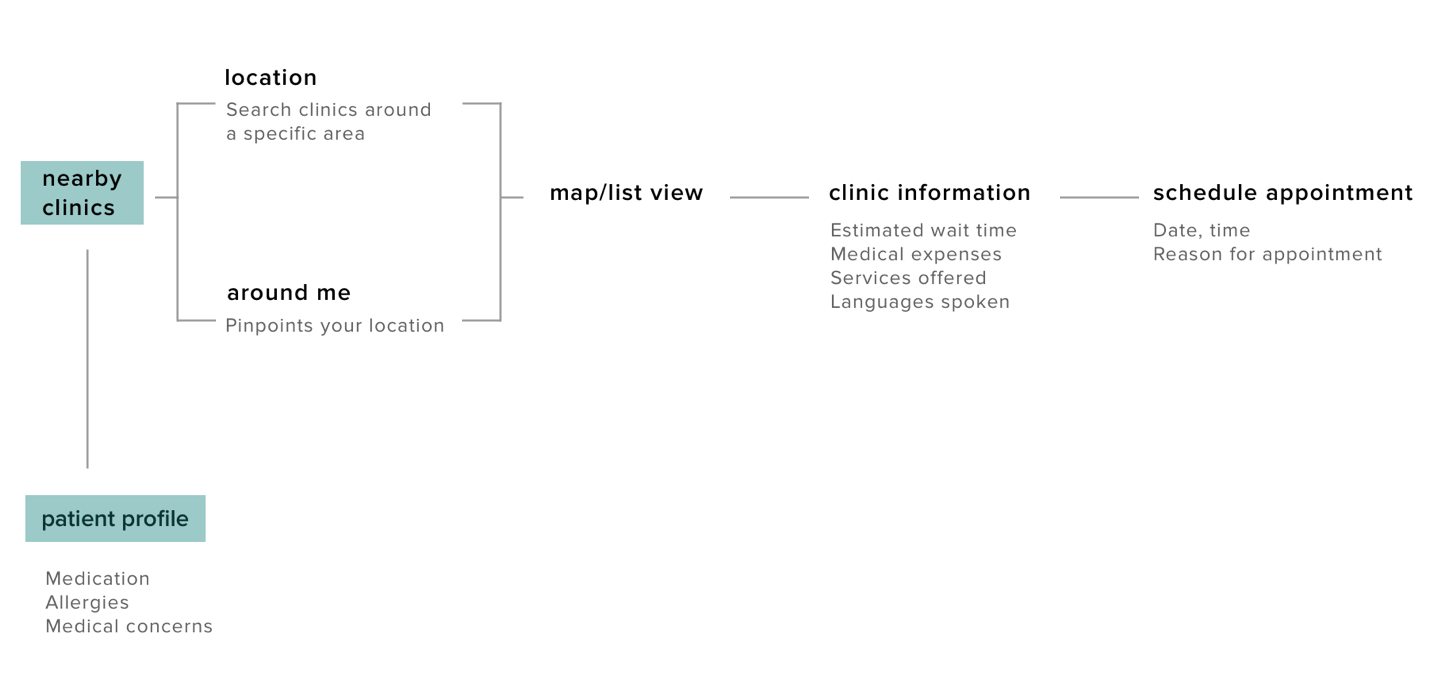 nearby
clinics
location
Search clinics around
a specific area
around me
Pinpoints your location
map/list view
clinic information
Estimated wait time
Medical expenses
Services offered
Languages spoken
schedule appointment
Date, time
Reason for appointment
patient profile
Medication
Allergies
Medical concerns